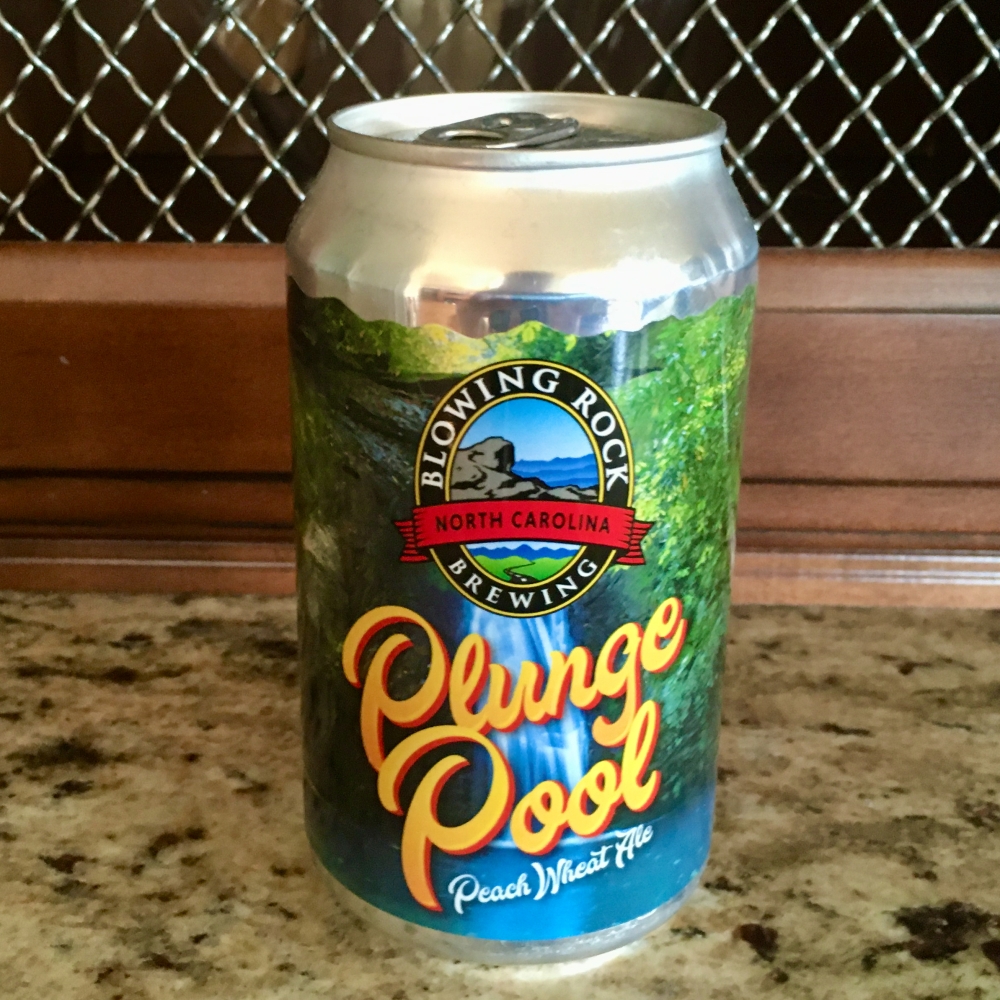 BLOWING ROCK
NORTH CAROLINA
BREWING
Plunge
Pool
Peach Wheat Ale